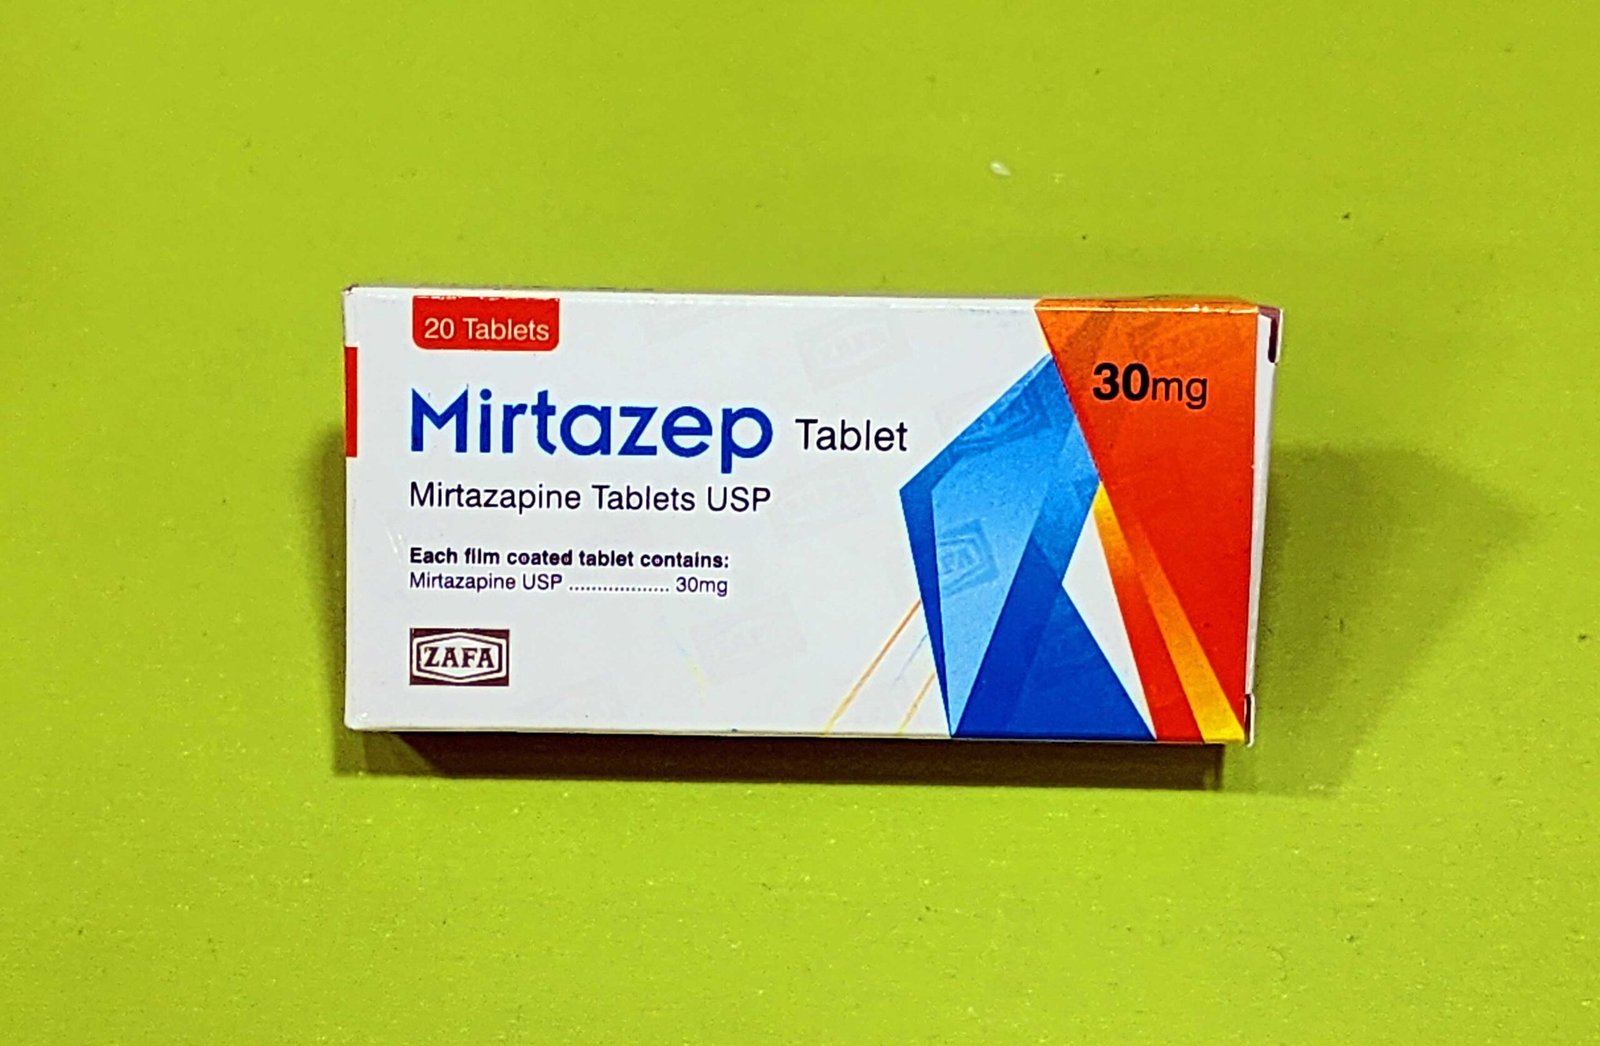 20 Tablets
30mg
Mirtazep Tablet
Mirtazapine Tablets USP
Each film coated tablet contains:
Mirtazapine USP .................. 30mg
ZAFA